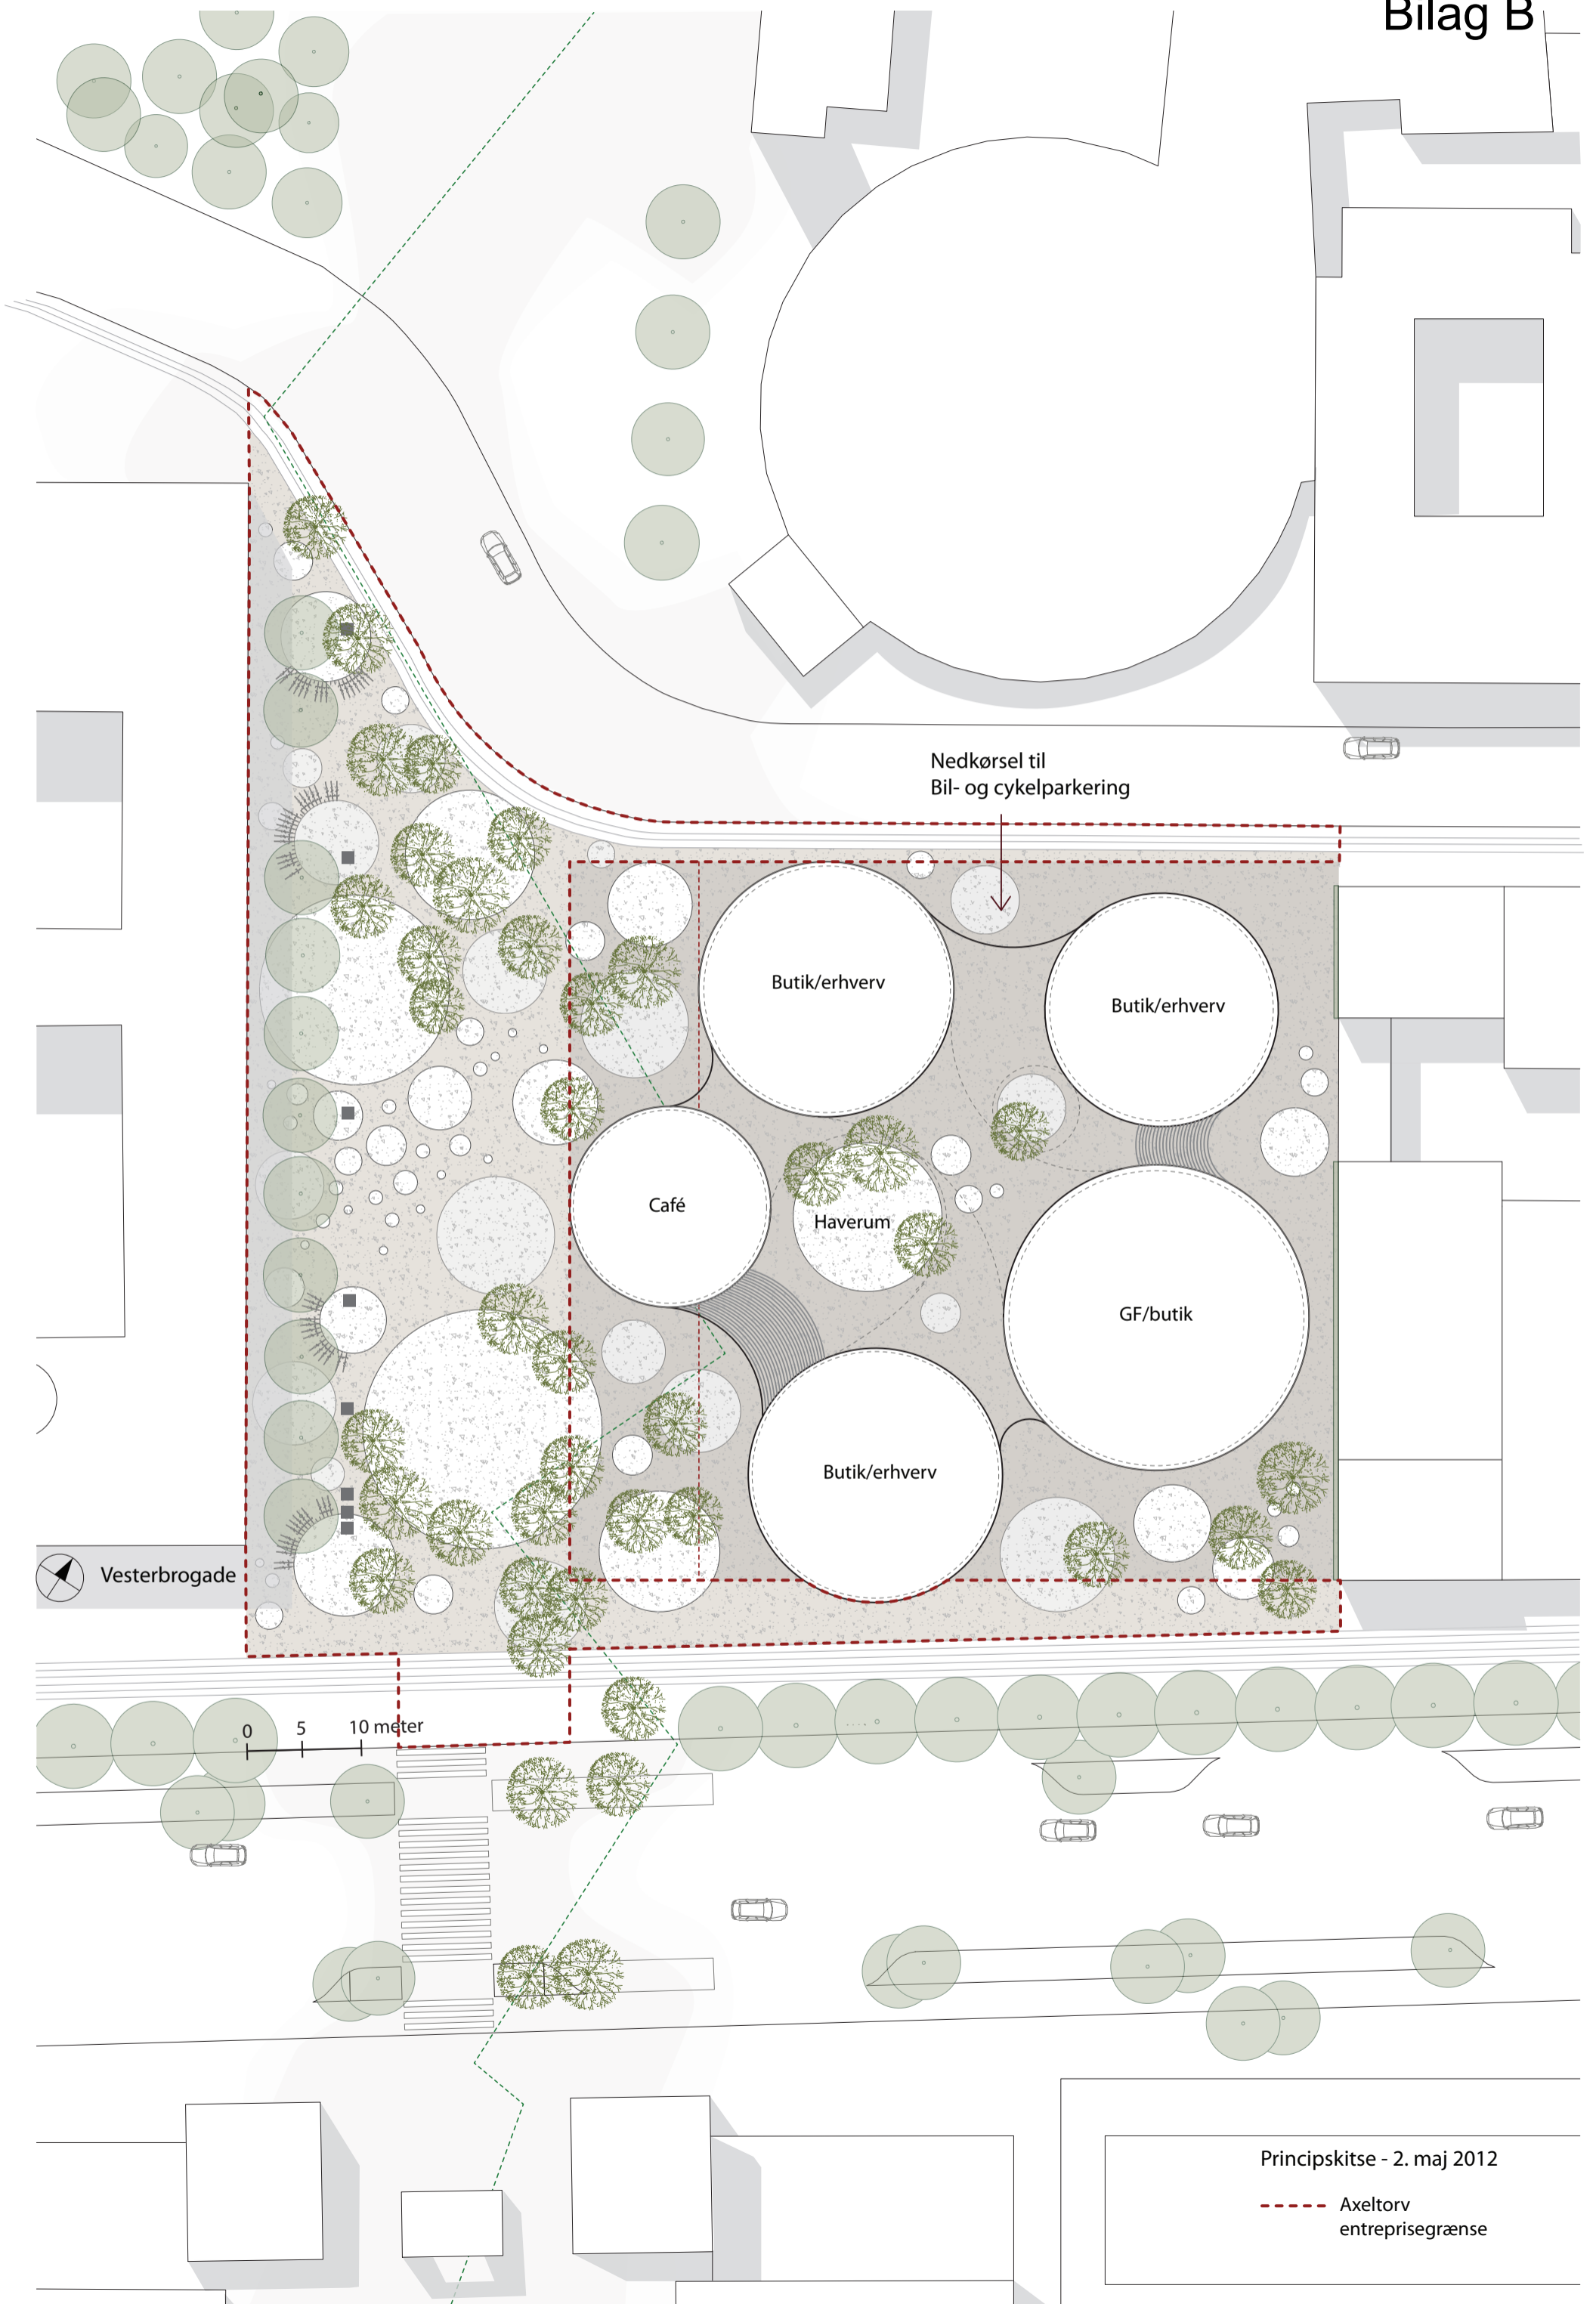 Bilag B
Nedkørsel til
Bil- og cykelparkering
Butik/erhverv
Butik/erhverv
Café
Haverum
GF/butik
Butik/erhverv
Vesterbrogade
0 5 10 meter
Principskitse - 2. maj 2012
Axeltorv
entreprisegrænse